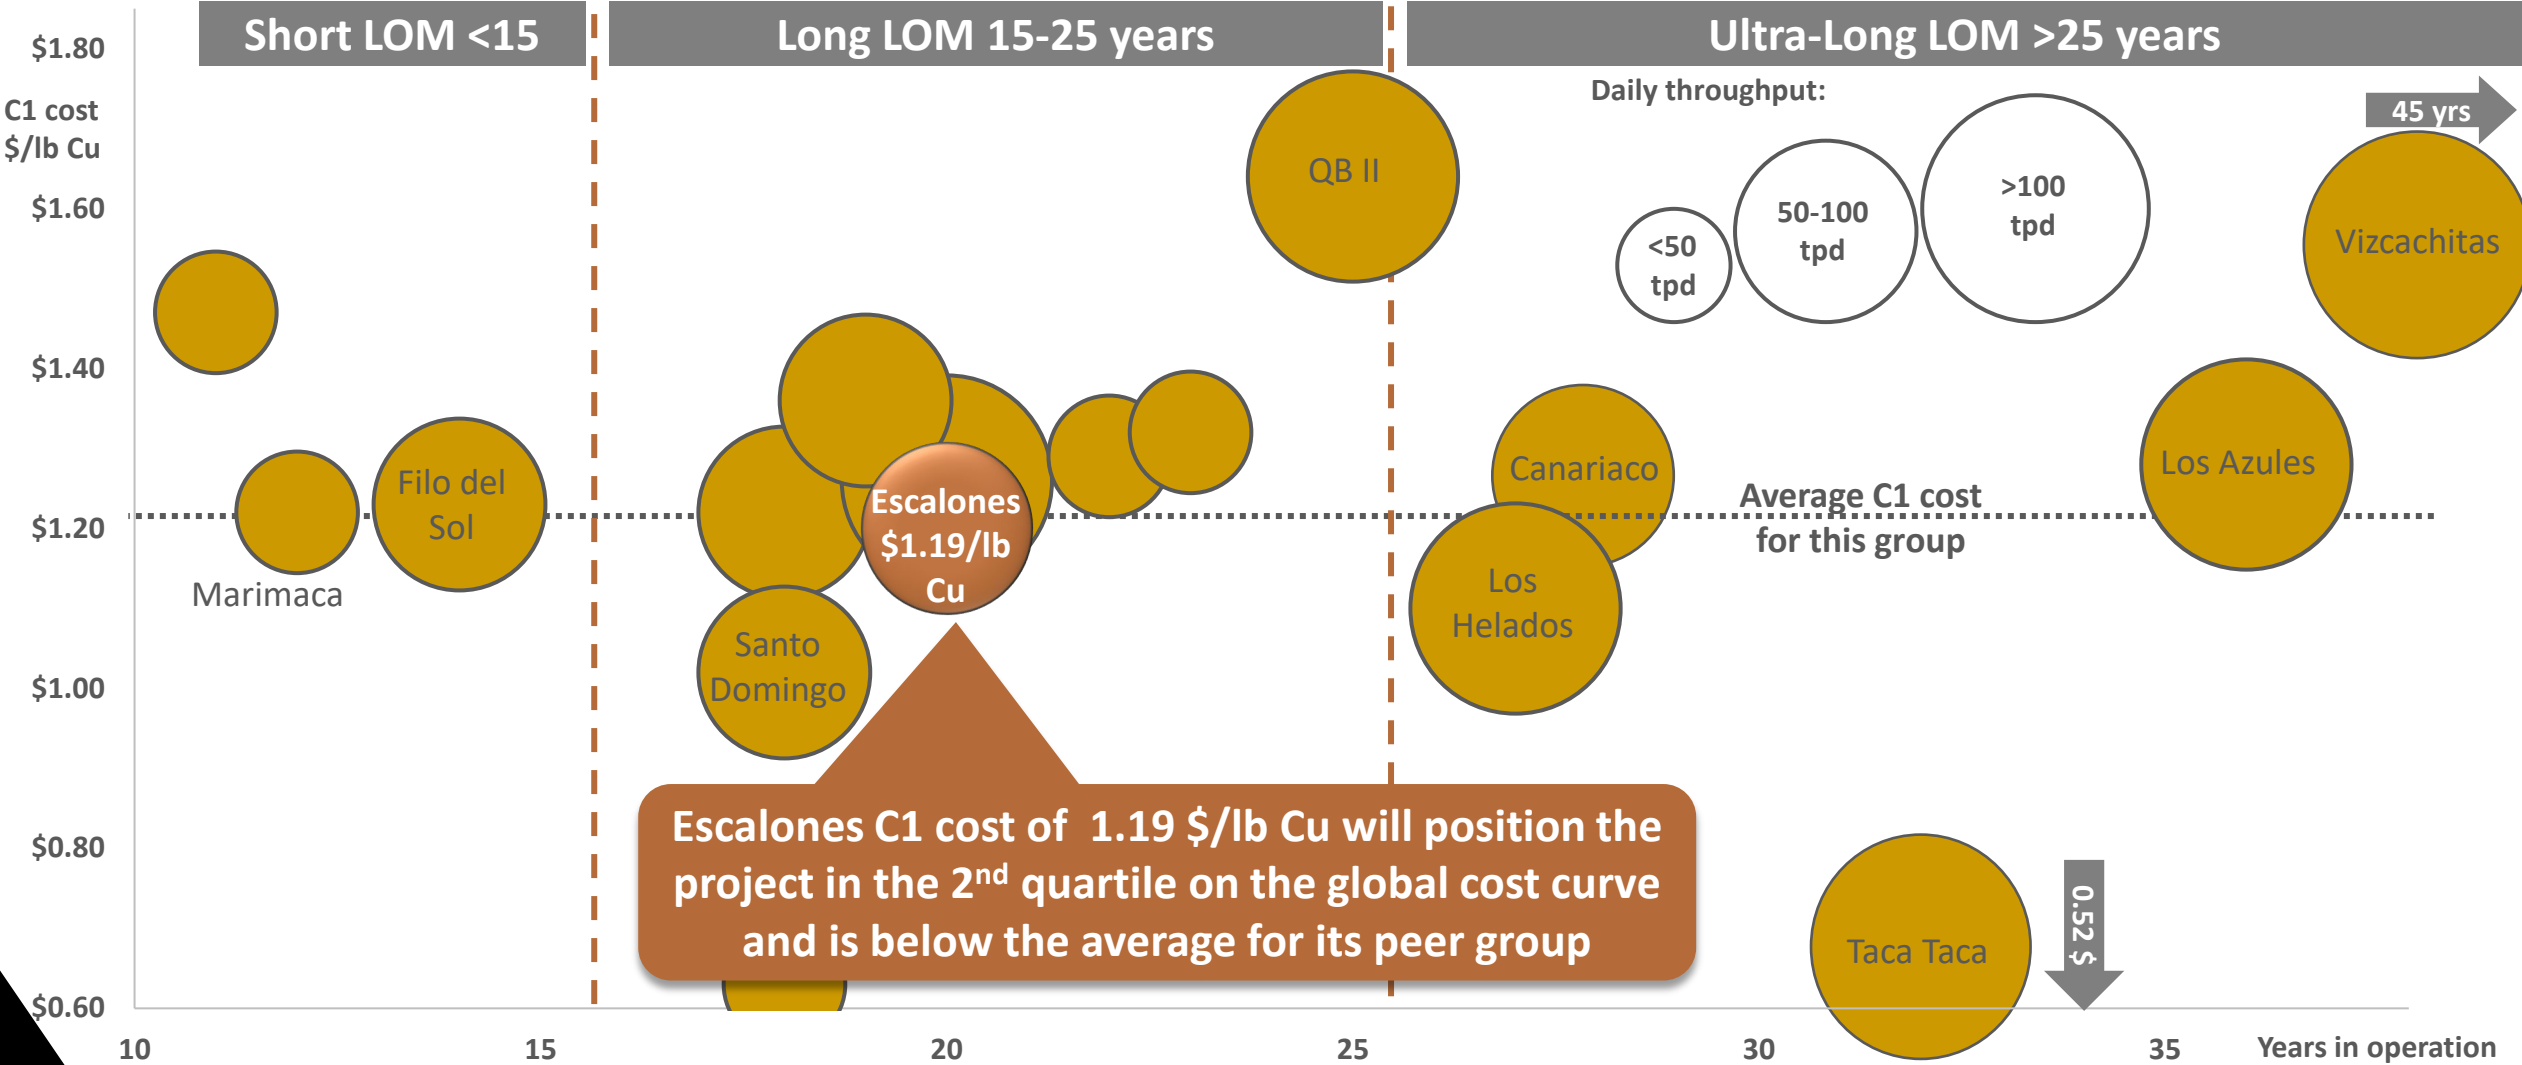 Short LOM <15
Long LOM 15-25 years
Ultra-Long LOM >25 years
$1.80
C1 cost
$/lb Cu
$1.60
$1.40
$1.20
$1.00
$0.80
$0.60
Daily throughput:
<50
tpd
50-100
tpd
>100
tpd
45 yrs
QB II
Vizcachitas
Filo del
Sol
Marimaca
Escalones
$1.19/lb
Cu
Santo
Domingo
Canariaco
Los
Helados
Average C1 cost
for this group
Los Azules
Escalones C1 cost of  1.19 $/lb Cu will position the
project in the 2nd quartile on the global cost curve
and is below the average for its peer group
Taca Taca
0.52 $
10
15
20
25
30
35
Years in operation